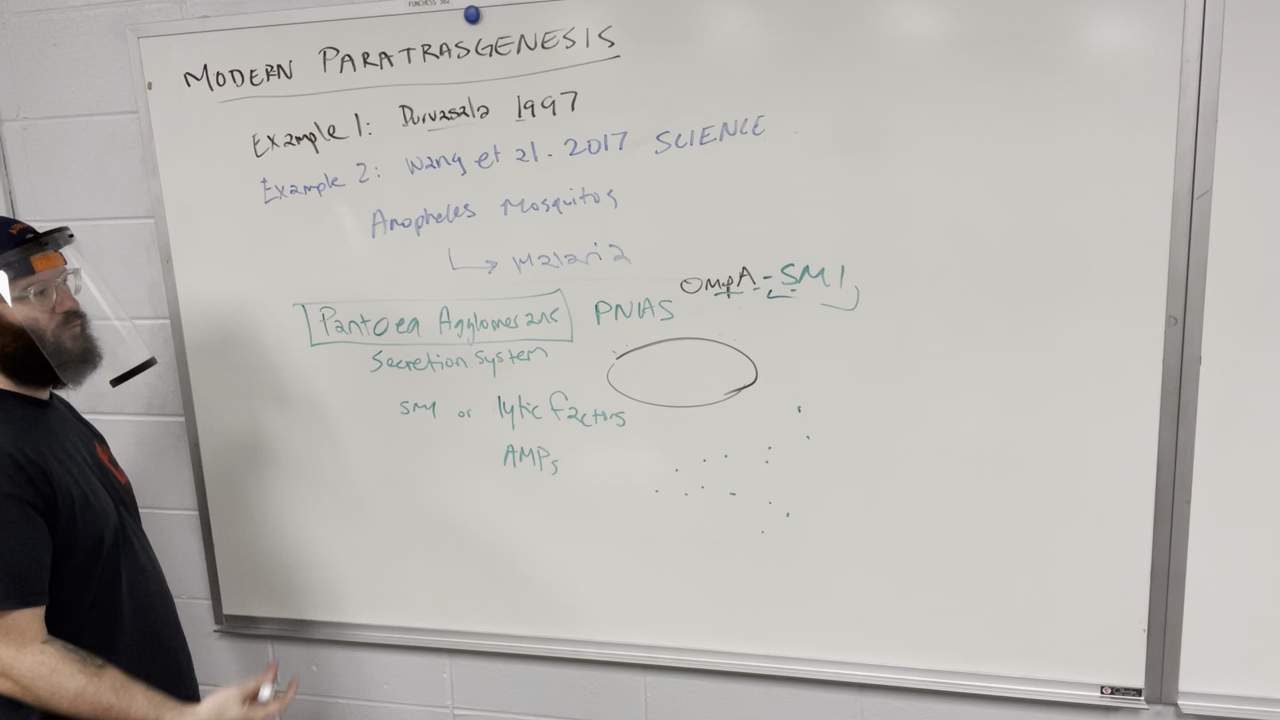 MODERN PARATRASGENESIS
Example 1: Durvasala 1997
Example 2: Wang et al. 2017 SCIENCE
Anopheles Mosquitos
↳ Malaria
OmpA-SM1
Pantoea Agglomerans PNAS
Secretion system
SM1 or lytic factors
AMPs